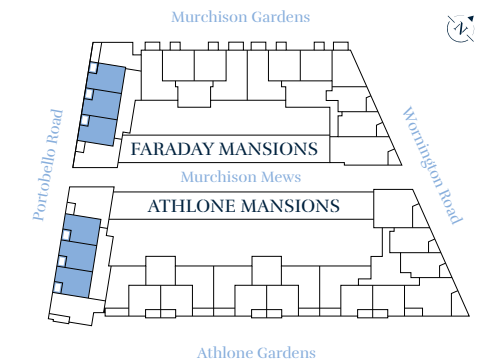 Murchison Gardens
Portobello Road
Wornington Road
FARADAY MANSIONS
Murchison Mews
ATHLONE MANSIONS
Athlone Gardens